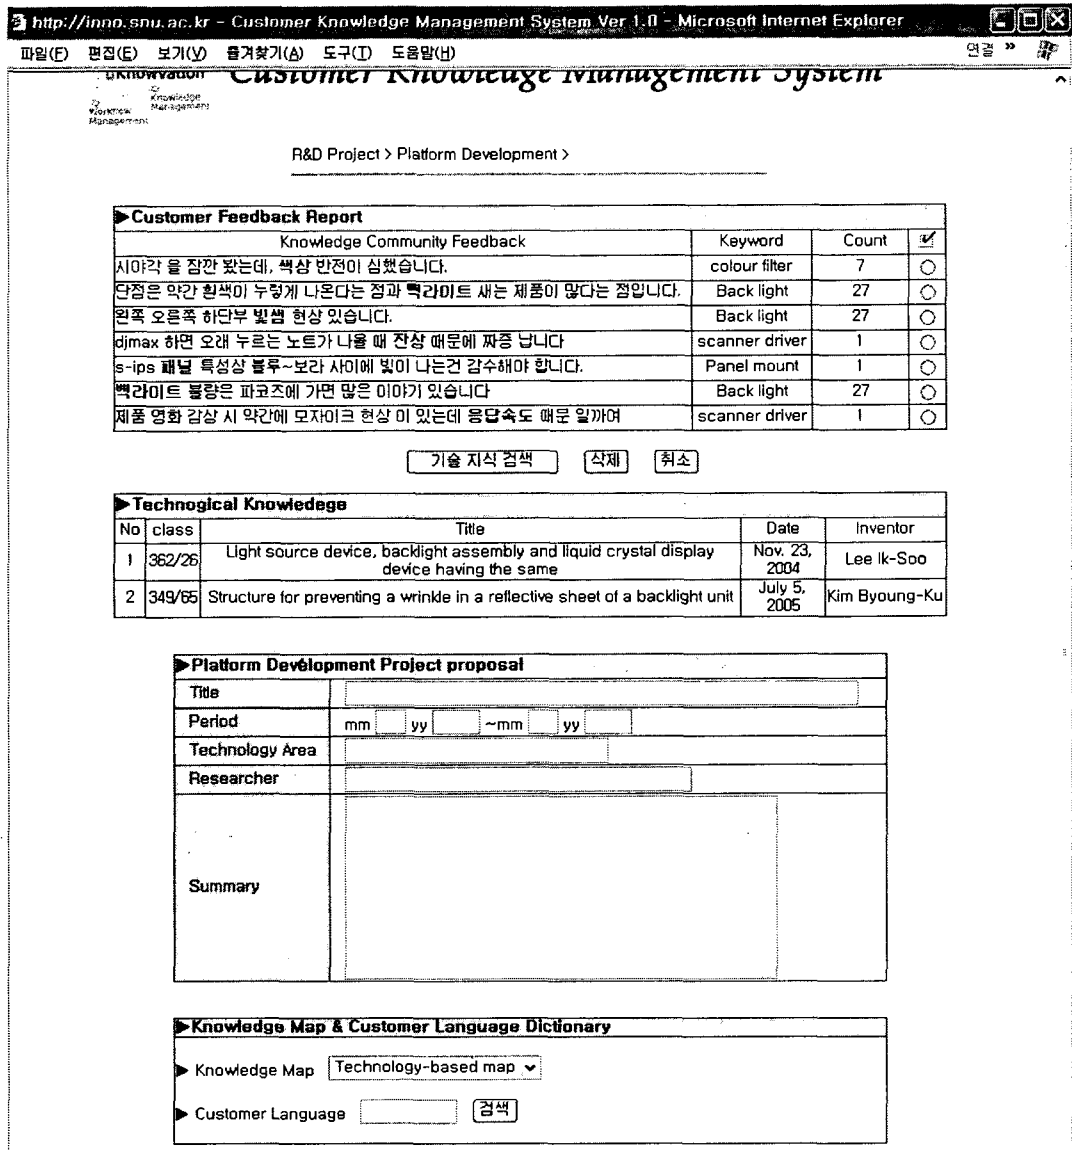 http://inno.snu.ac.kr - Customer Knowledge Management System Ver 1.0 - Microsoft Internet Explorer
파일(F) 편집(E) 보기(V) 즐겨찾기(A) 도구(T) 도움말(H) 연결 »
Customer Knowledge Management System
Knowledge
Management
Workflow
Management
R&D Project > Platform Development >
▶Customer Feedback Report
Knowledge Community Feedback Keyword Count
시야각 을 잠깐 봤는데, 색상 반전이 심했습니다. colour filter 7
단점은 약간 흰색이 누렇게 나온다는 점과 백라이트 새는 제품이 많다는 점입니다. Back light 27
왼쪽 오른쪽 하단부 빛샘 현상 있습니다. Back light 27
djmax 하면 오래 누르는 노트가 나올 때 잔상 때문에 짜증 납니다 scanner driver 1
s-ips 패널 특성상 블루~보라 사이에 빛이 나는건 감수해야 합니다. Panel mount 1
백라이트 불량은 파코즈에 가면 많은 이야기 있습니다 Back light 27
제품 영화 감상 시 약간에 모자이크 현상 이 있는데 응답속도 때문 일까여 scanner driver 1
기술 지식 검색 삭제 취소
▶Technogical Knowledege
No class Title Date Inventor
1 362/26 Light source device, backlight assembly and liquid crystal display device having the same Nov. 23, 2004 Lee Ik-Soo
2 349/65 Structure for preventing a wrinkle in a reflective sheet of a backlight unit July 5, 2005 Kim Byoung-Ku
▶Platform Development Project proposal
Title
Period mm yy ~mm yy
Technology Area
Researcher
Summary
▶Knowledge Map & Customer Language Dictionary
▶ Knowledge Map Technology-based map
▶ Customer Language 검색